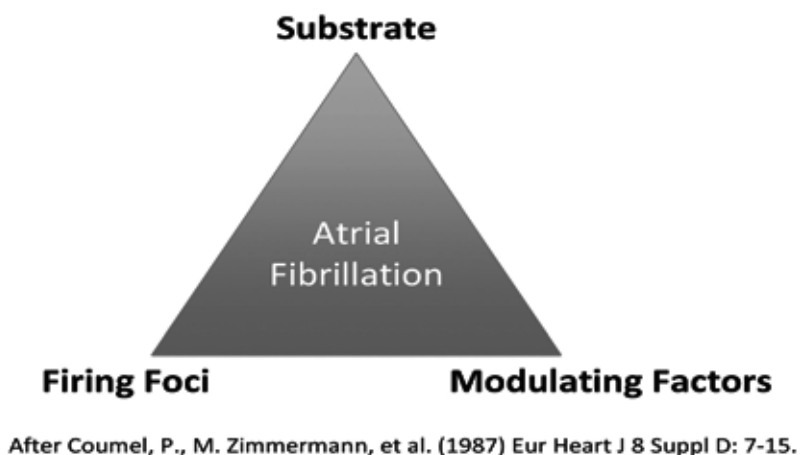 Substrate
Atrial
Fibrillation
Firing Foci
Modulating Factors
After Coumel, P., M. Zimmermann, et al. (1987) Eur Heart J 8 Suppl D: 7-15.